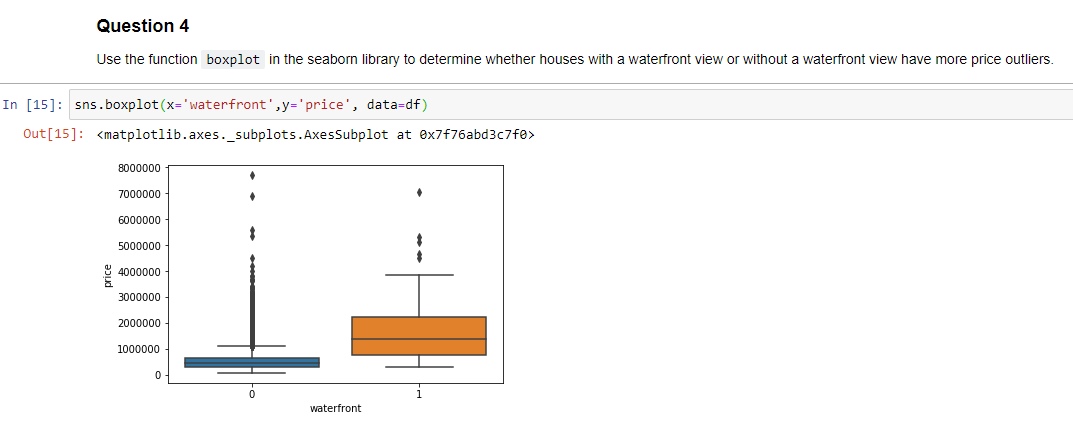 Question 4
Use the function boxplot in the seaborn library to determine whether houses with a waterfront view or without a waterfront view have more price outliers.
In [15]: sns.boxplot(x='waterfront',y='price', data=df)
Out[15]: <matplotlib.axes._subplots.AxesSubplot at 0x7f76abd3c7f0>
8000000
7000000
6000000
5000000
4000000
3000000
2000000
1000000
0
price
0 1
waterfront